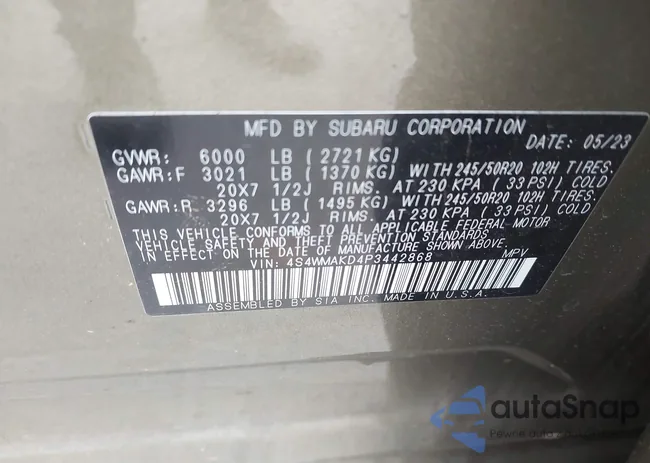 MFD BY SUBARU CORPORATION DATE: 05/23
GVWR: 6000 LB ( 2721 KG)
GAWR:F 3021 LB ( 1370 KG) WITH 245/50R20 102H TIRES.
20X7 1/2J RIMS. AT 230 KPA ( 33 PSI) COLD
GAWR:R 3296 LB ( 1495 KG) WITH 245/50R20 102H TIRES.
20X7 1/2J RIMS. AT 230 KPA ( 33 PSI) COLD
THIS VEHICLE CONFORMS TO ALL APPLICABLE FEDERAL MOTOR
VEHICLE SAFETY AND THEFT PREVENTION STANDARDS
IN EFFECT ON THE DATE OF MANUFACTURE SHOWN ABOVE.
VIN: 4S4WMAKD4P3442868 MPV
ASSEMBLED BY SIA INC. MADE IN U.S.A.
autaSnap
Pewne auto